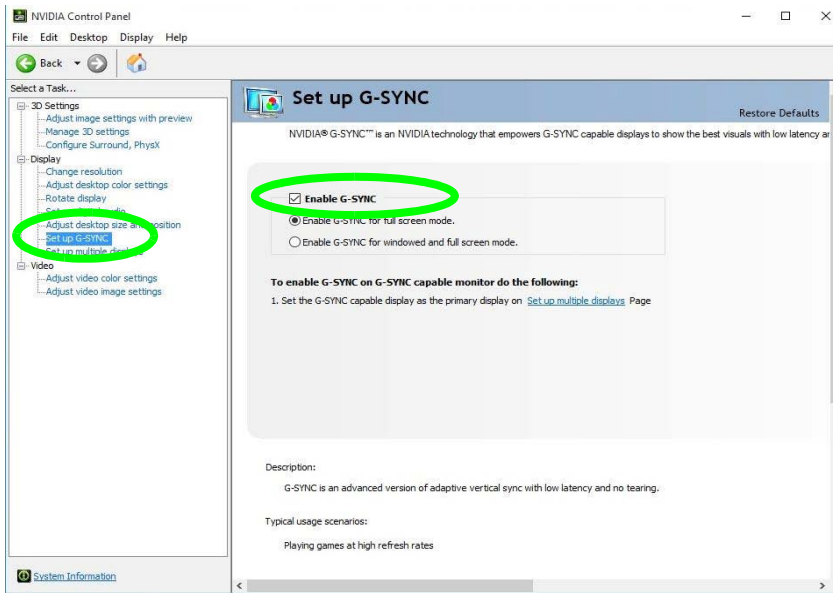 NVIDIA Control Panel
File Edit Desktop Display Help
Back
Select a Task...
3D Settings
Adjust image settings with preview
Manage 3D settings
Configure Surround, PhysX
Display
Change resolution
Adjust desktop color settings
Rotate display
Adjust desktop size and position
Set up G-SYNC
Set up multiple displays
Video
Adjust video color settings
Adjust video image settings
System Information
Set up G-SYNC
Restore Defaults
NVIDIA® G-SYNC™ is an NVIDIA technology that empowers G-SYNC capable displays to show the best visuals with low latency ar
Enable G-SYNC
Enable G-SYNC for full screen mode.
Enable G-SYNC for windowed and full screen mode.
To enable G-SYNC on G-SYNC capable monitor do the following:
1. Set the G-SYNC capable display as the primary display on Set up multiple displays Page
Description:
G-SYNC is an advanced version of adaptive vertical sync with low latency and no tearing.
Typical usage scenarios:
Playing games at high refresh rates